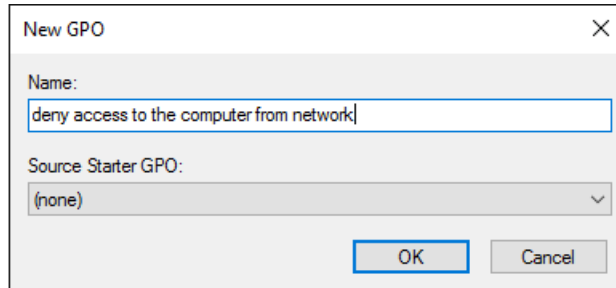 New GPO
Name:
deny access to the computer from network
Source Starter GPO:
(none)
OK Cancel